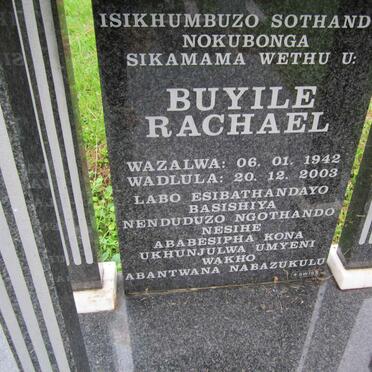 ISIKHUMBUZO SOTHAND
NOKUBONGA
SIKAMAMA WETHU U:
BUYILE
RACHAEL
WAZALWA: 06. 01. 1942
WADLULA: 20. 12. 2003
LABO ESIBATHANDAYO
BASISHIYA
NENDUDUZO NGOTHANDO
NESIHE
ABABESIPHA KONA
UKHUNJULWA UMYENI
WAKHO
ABANTWANA NABAZUKULU